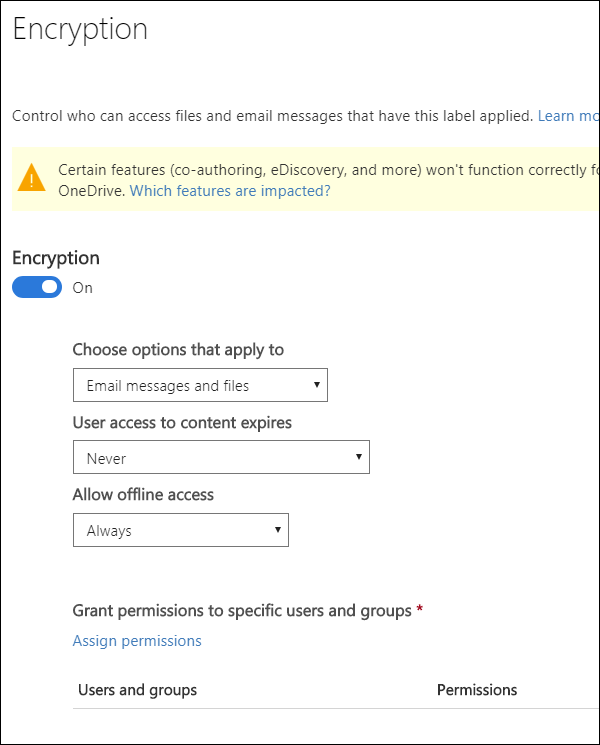 Encryption
Control who can access files and email messages that have this label applied. Learn mo
Certain features (co-authoring, eDiscovery, and more) won't function correctly fo
OneDrive. Which features are impacted?
Encryption
On
Choose options that apply to
Email messages and files
User access to content expires
Never
Allow offline access
Always
Grant permissions to specific users and groups *
Assign permissions
Users and groups Permissions